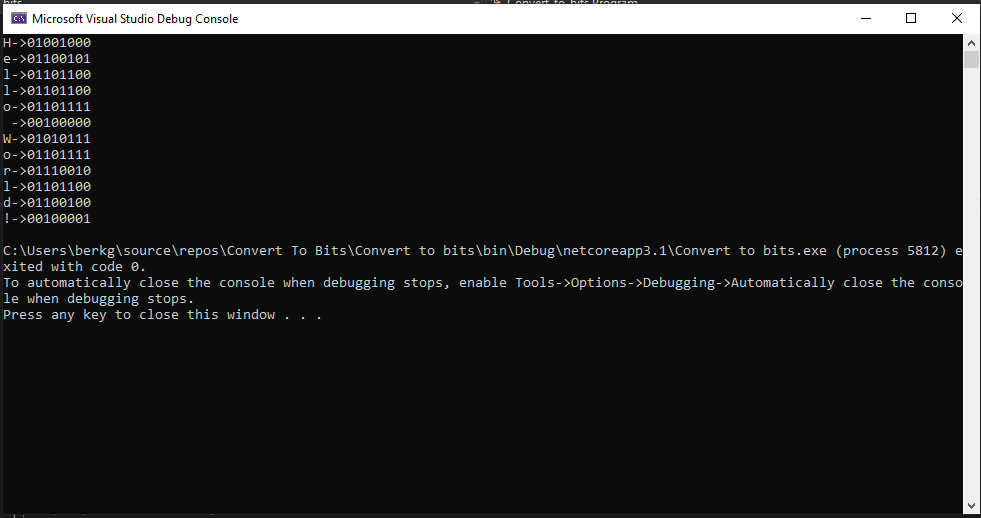 Microsoft Visual Studio Debug Console
H->01001000
e->01100101
l->01101100
l->01101100
o->01101111
 ->00100000
W->01010111
o->01101111
r->01110010
l->01101100
d->01100100
!->00100001
C:\Users\berkg\source\repos\Convert To Bits\Convert to bits\bin\Debug\netcoreapp3.1\Convert to bits.exe (process 5812) e
xited with code 0.
To automatically close the console when debugging stops, enable Tools->Options->Debugging->Automatically close the conso
le when debugging stops.
Press any key to close this window . . .